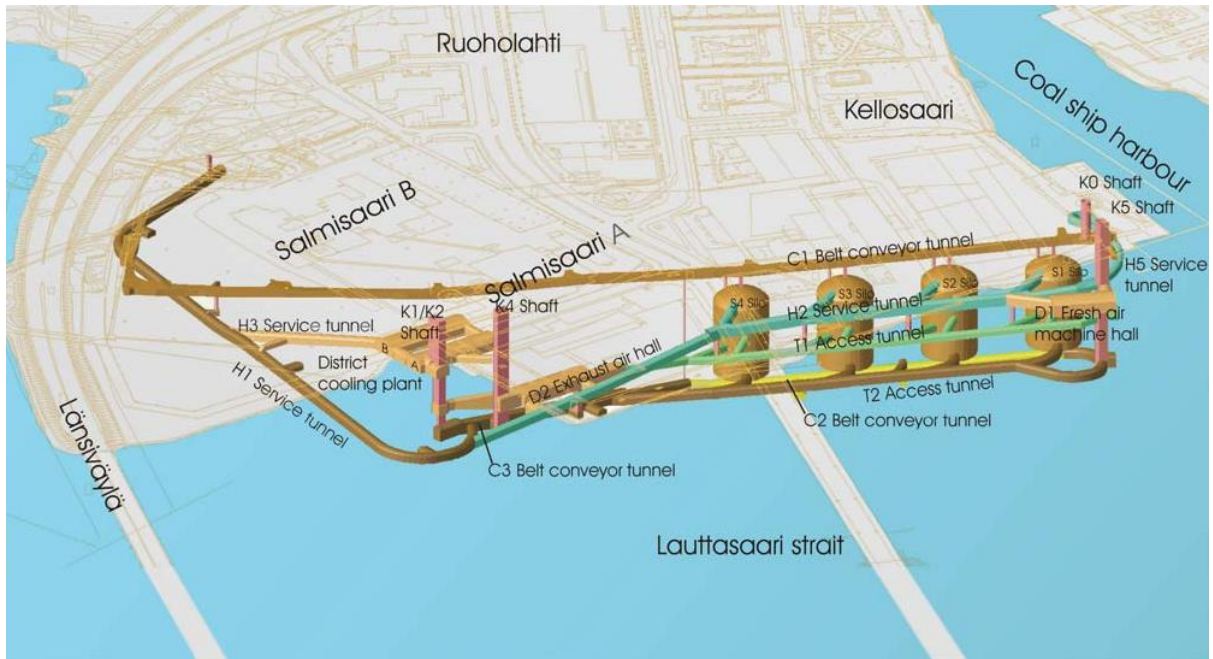 Ruoholahti
Coal ship harbour
Kellosaari
K0 Shaft
K5 Shaft
Salmisaari B
Salmisaari A
C1 Belt conveyor tunnel
H5 Service
tunnel
S1 Silo
S2 Silo
S3 Silo
S4 Silo
K1/K2
Shaft
K4 Shaft
H2 Service tunnel
D1 Fresh air
machine hall
H3 Service tunnel
T1 Access tunnel
B
A
District
cooling plant
D2 Exhaust air hall
H1 Service tunnel
T2 Access tunnel
C2 Belt conveyor tunnel
C3 Belt conveyor tunnel
Länsiväylä
Lauttasaari strait